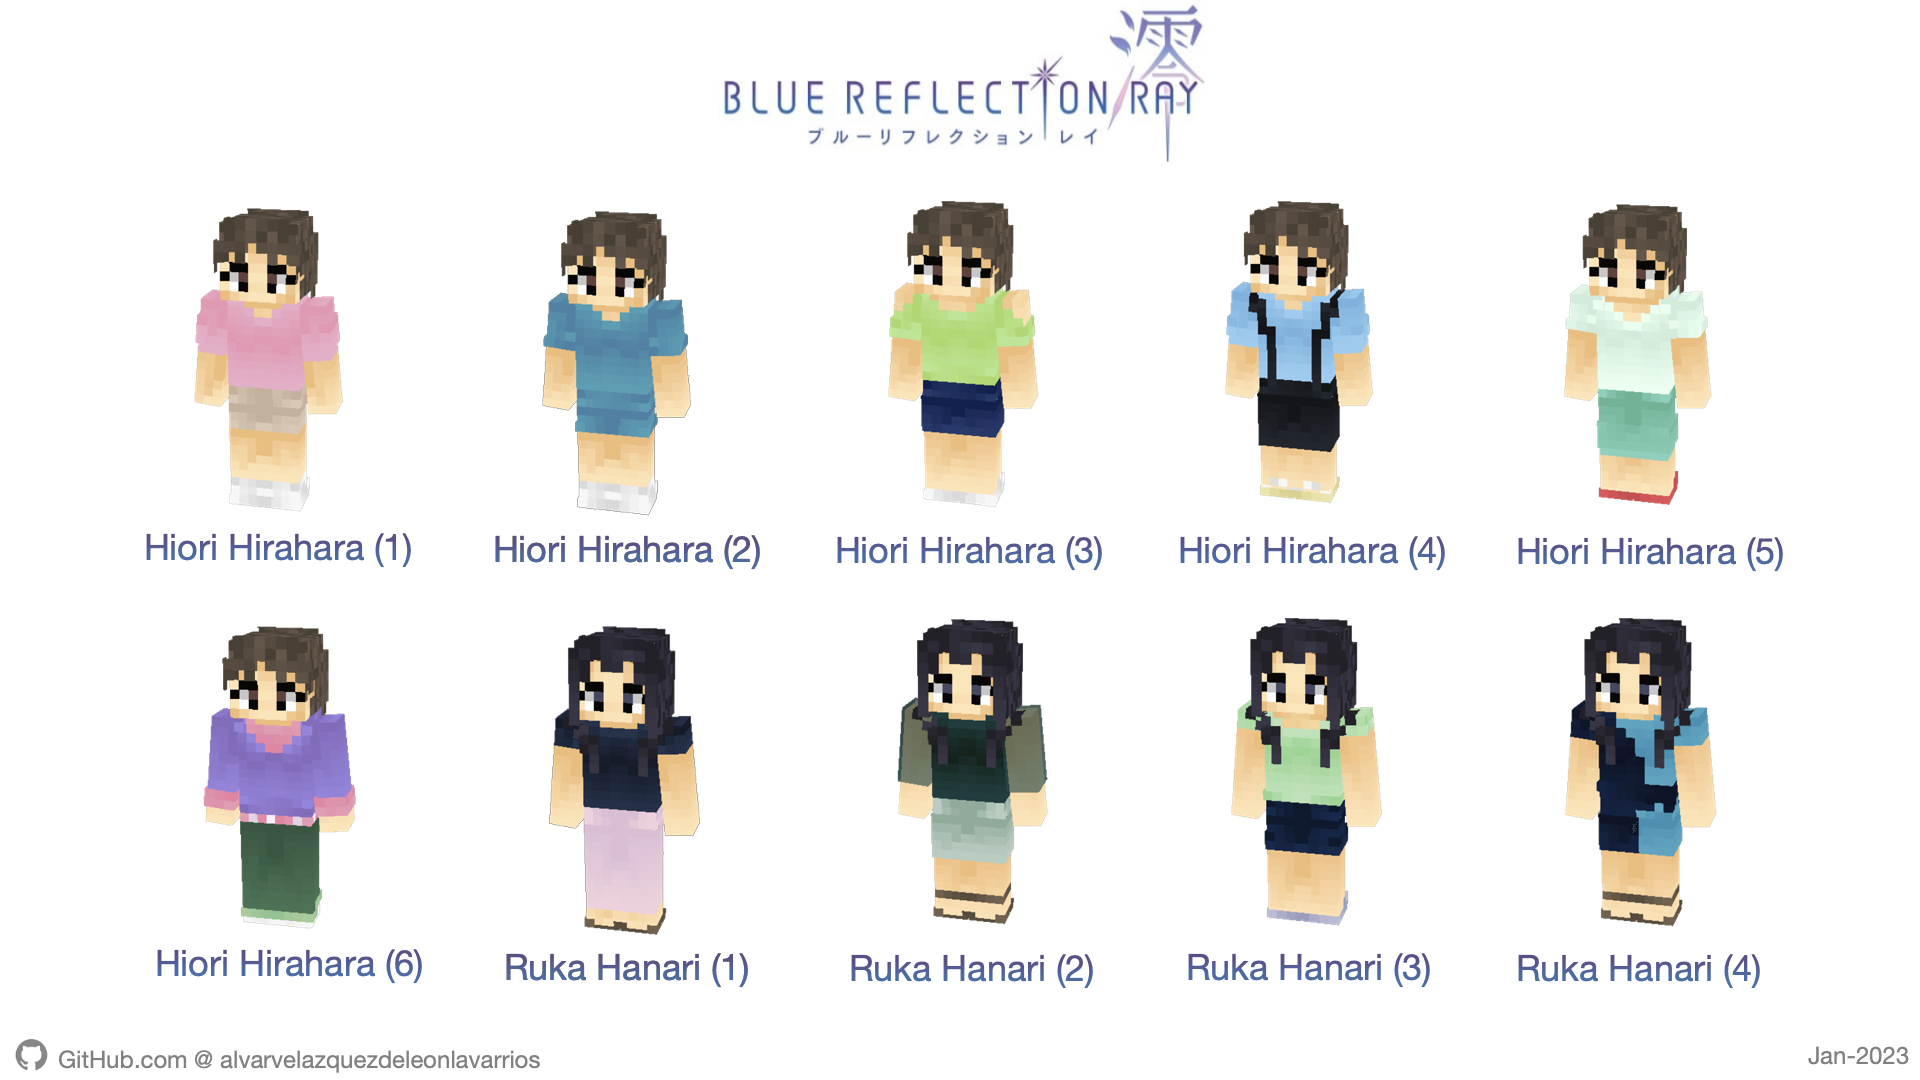 澪
BLUE REFLECTION RAY
ブルーリフレクション レイ
Hiori Hirahara (1)
Hiori Hirahara (2)
Hiori Hirahara (3)
Hiori Hirahara (4)
Hiori Hirahara (5)
Hiori Hirahara (6)
Ruka Hanari (1)
Ruka Hanari (2)
Ruka Hanari (3)
Ruka Hanari (4)
GitHub.com @ alvarvelazquezdeleonlavarrios
Jan-2023